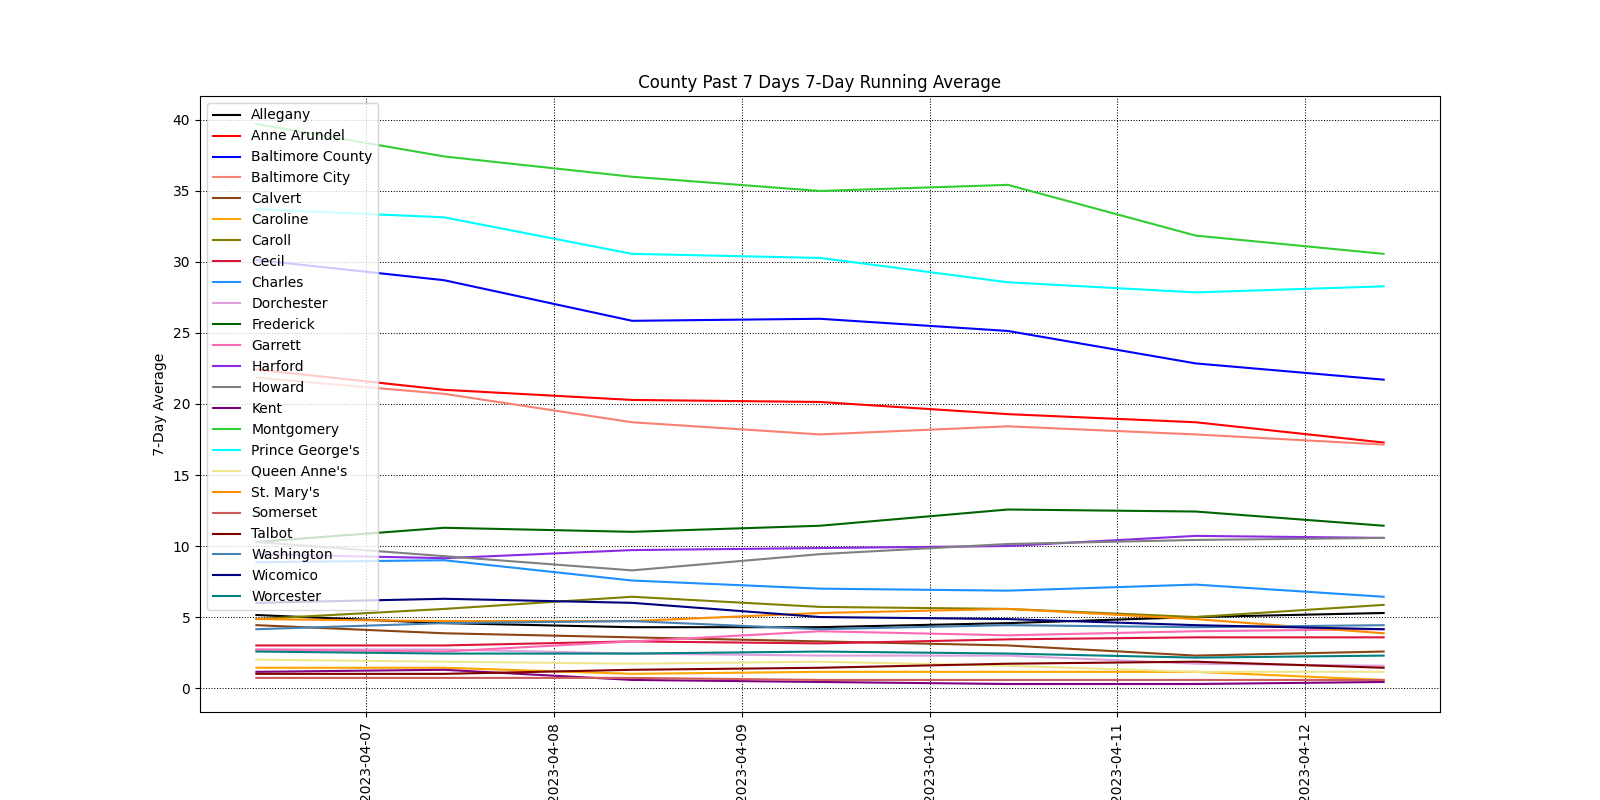 County Past 7 Days 7-Day Running Average
7-Day Average
40
35
30
25
20
15
10
5
0
Allegany
Anne Arundel
Baltimore County
Baltimore City
Calvert
Caroline
Caroll
Cecil
Charles
Dorchester
Frederick
Garrett
Harford
Howard
Kent
Montgomery
Prince George's
Queen Anne's
St. Mary's
Somerset
Talbot
Washington
Wicomico
Worcester
2023-04-07
2023-04-08
2023-04-09
2023-04-10
2023-04-11
2023-04-12